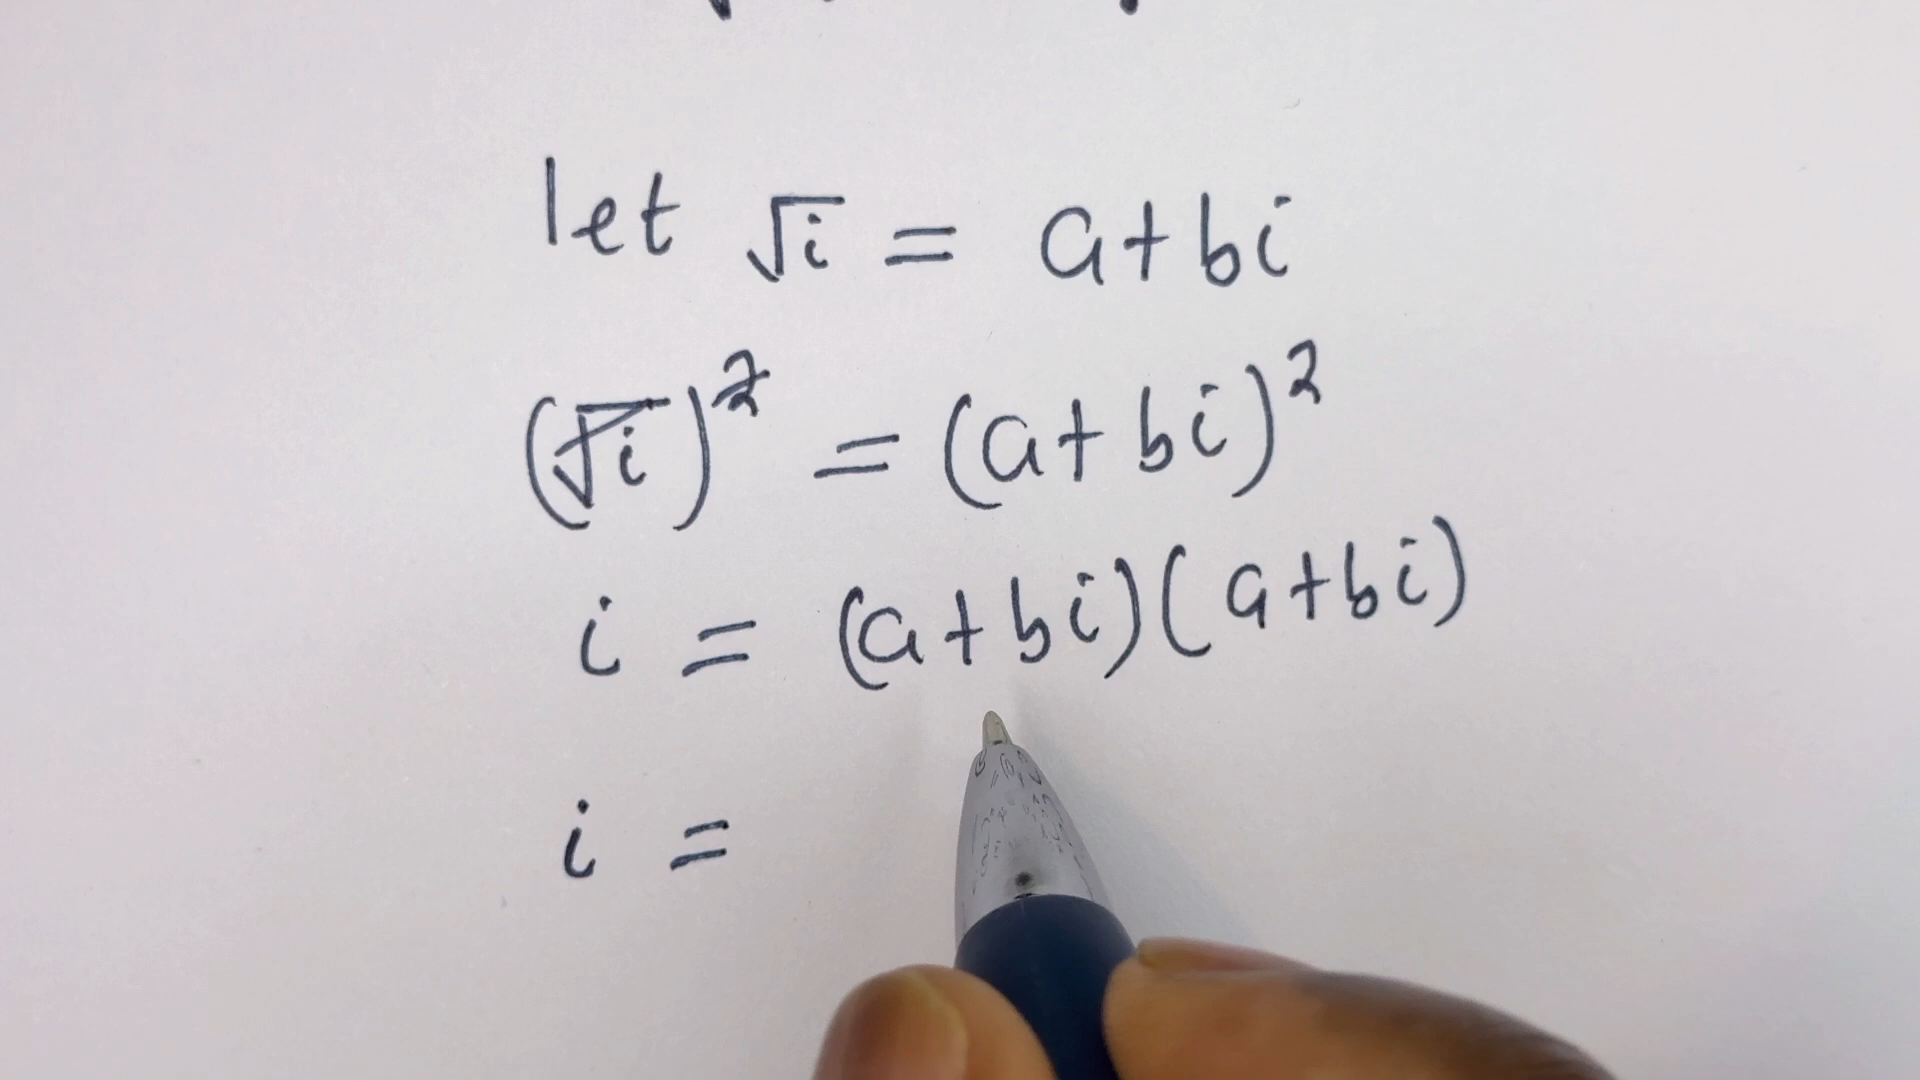 let √i = a+bi
(√i)² = (a+bi)²
i = (a+bi)(a+bi)
i =